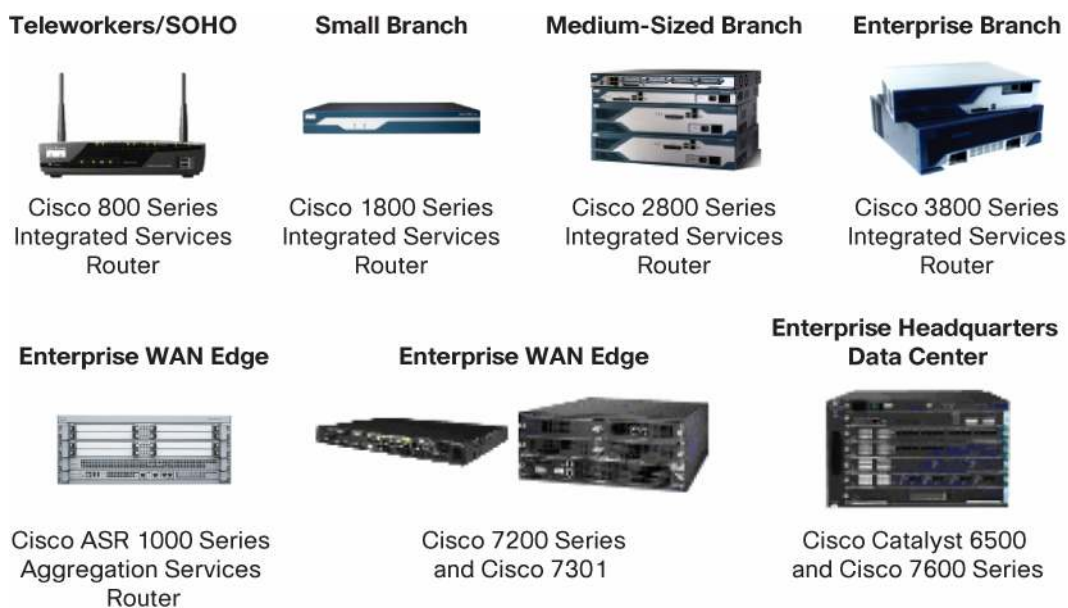 Teleworkers/SOHO
Small Branch
Medium-Sized Branch
Enterprise Branch
Cisco 800 Series
Integrated Services
Router
Cisco 1800 Series
Integrated Services
Router
Cisco 2800 Series
Integrated Services
Router
Cisco 3800 Series
Integrated Services
Router
Enterprise WAN Edge
Enterprise WAN Edge
Enterprise Headquarters
Data Center
Cisco ASR 1000 Series
Aggregation Services
Router
Cisco 7200 Series
and Cisco 7301
Cisco Catalyst 6500
and Cisco 7600 Series